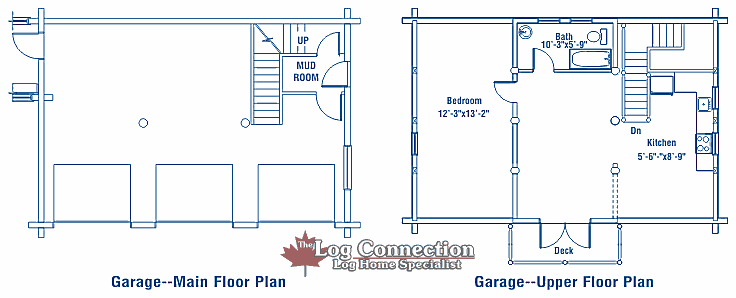 UP
MUD
ROOM
Bath
10'-3"x5'-9"
Bedroom
12'-3"x13'-2"
Dn
Kitchen
5'-6"-"x8'-9"
Deck
The Log Connection
Log Home Specialist
Garage--Main Floor Plan
Garage--Upper Floor Plan